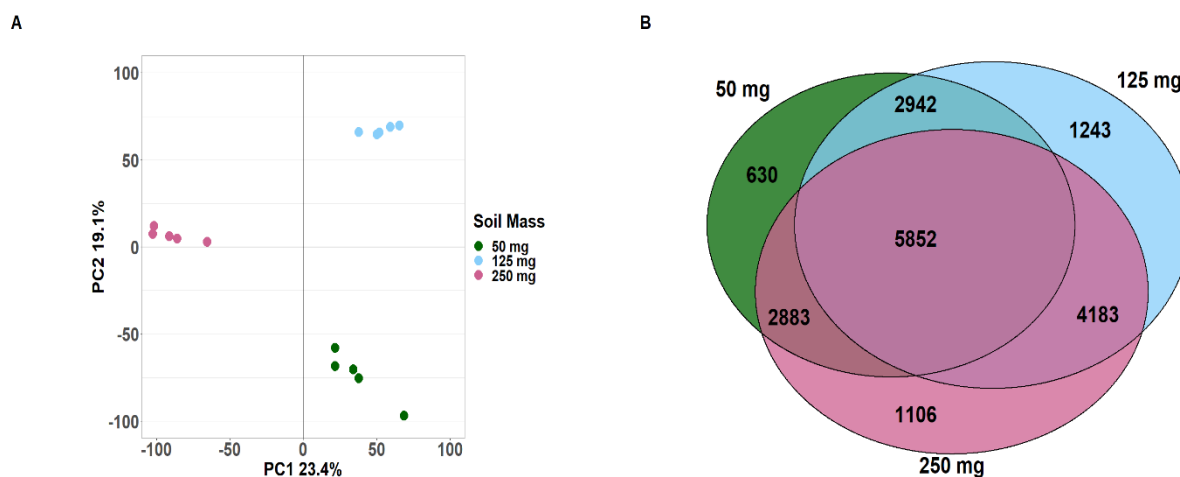 A
100
50
0
-50
-100
PC2 19.1%
-100 -50 0 50 100
PC1 23.4%
Soil Mass
50 mg
125 mg
250 mg
B
50 mg
125 mg
2942
1243
630
5852
2883
4183
1106
250 mg